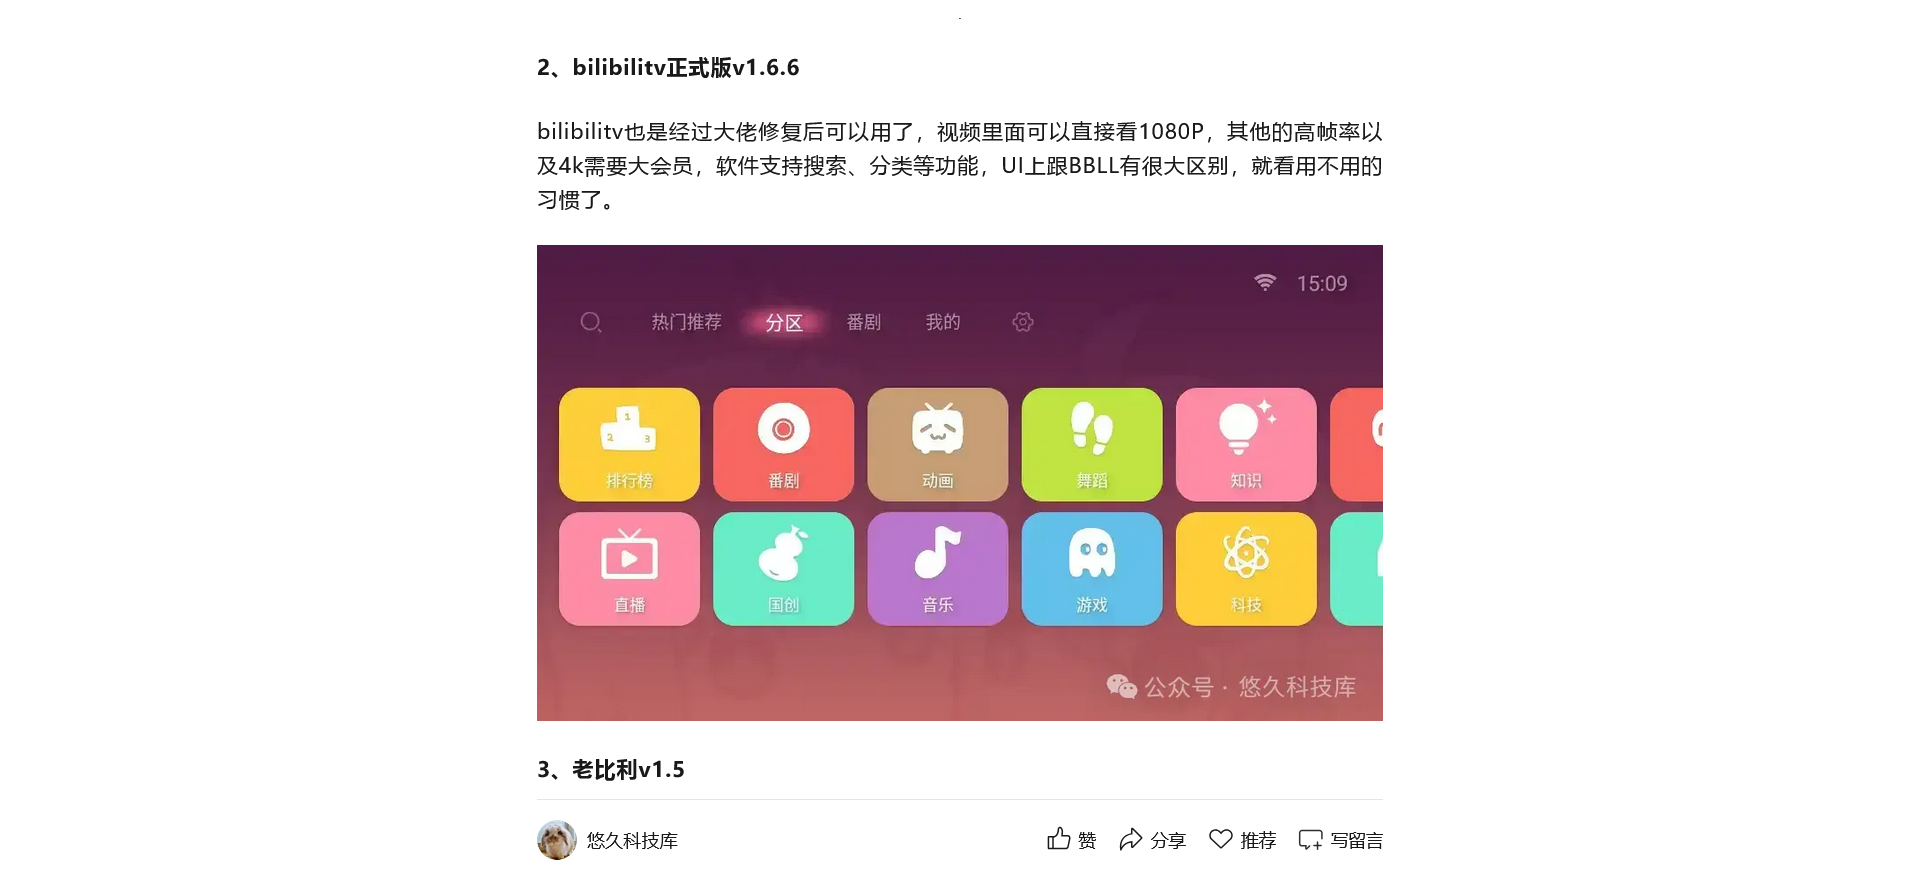 2、bilibilitv正式版v1.6.6
bilibilitv也是经过大佬修复后可以用了，视频里面可以直接看1080P，其他的高帧率以
及4k需要大会员，软件支持搜索、分类等功能，UI上跟BBLL有很大区别，就看用不用的
习惯了。
15:09
热门推荐 分区 番剧 我的
1
2 3
排行榜 番剧 动画 舞蹈 知识
直播 国创 音乐 游戏 科技
公众号 · 悠久科技库
3、老比利v1.5
悠久科技库 赞 分享 推荐 写留言